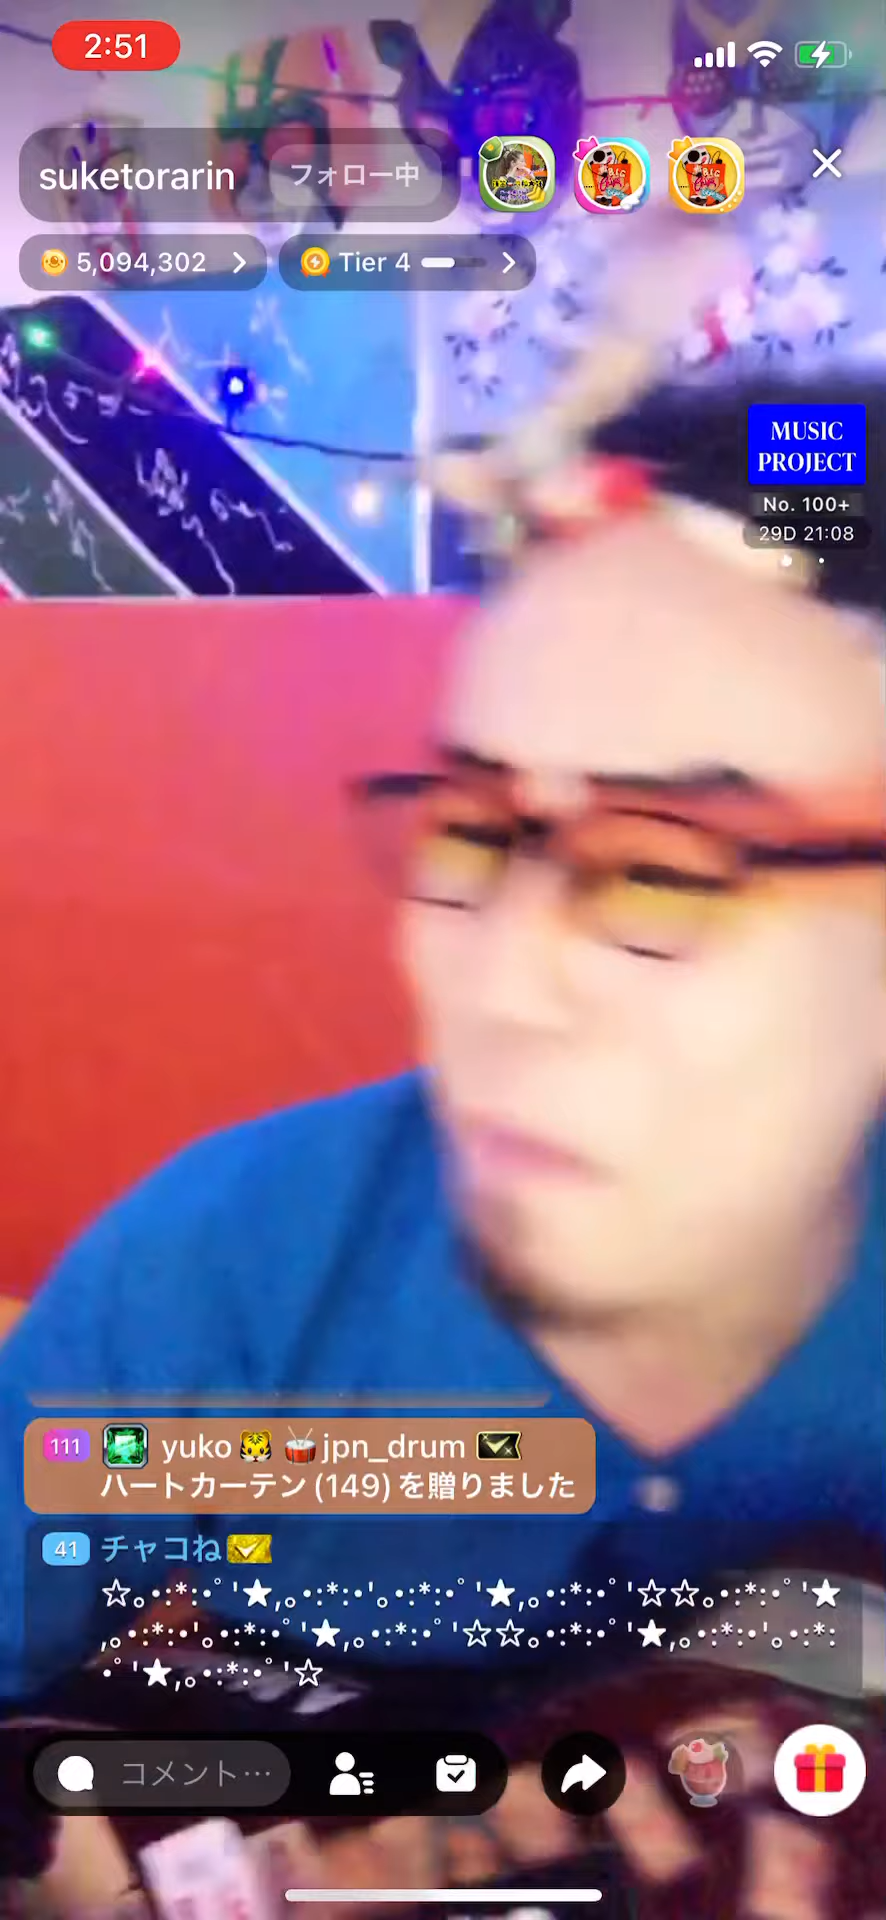 2:51
suketorarin フォロー中
5,094,302 Tier 4
MUSIC
PROJECT
No. 100+
29D 21:08
111 yuko🐯🥁jpn_drum
ハートカーテン(149)を贈りました
41 チャコね
☆｡•:*:•ﾟ'★,｡•:*:•'｡•:*:•ﾟ'★,｡•:*:•ﾟ'☆☆｡•:*:•ﾟ'★
,｡•:*:•'｡•:*:•ﾟ'★,｡•:*:•ﾟ'☆☆｡•:*:•ﾟ'★,｡•:*:•'｡•:*:
•ﾟ'★,｡•:*:•ﾟ'☆
コメント…